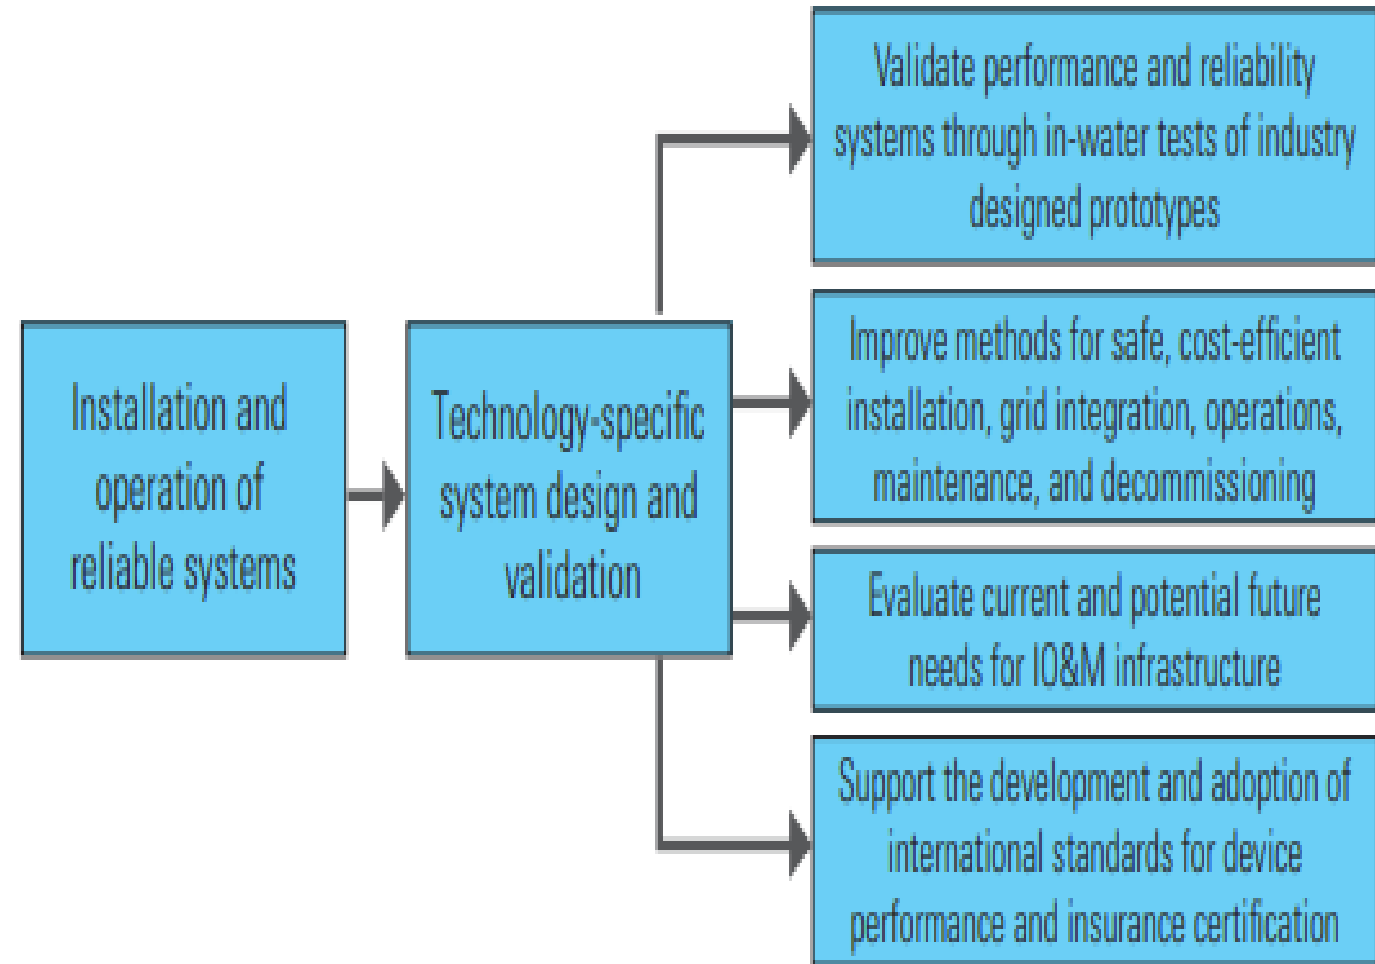 Installation and
operation of
reliable systems
Technology-specific
system design and
validation
Validate performance and reliability
systems through in-water tests of industry
designed prototypes
Improve methods for safe, cost-efficient
installation, grid integration, operations,
maintenance, and decommissioning
Evaluate current and potential future
needs for IO&M infrastructure
Support the development and adoption of
international standards for device
performance and insurance certification